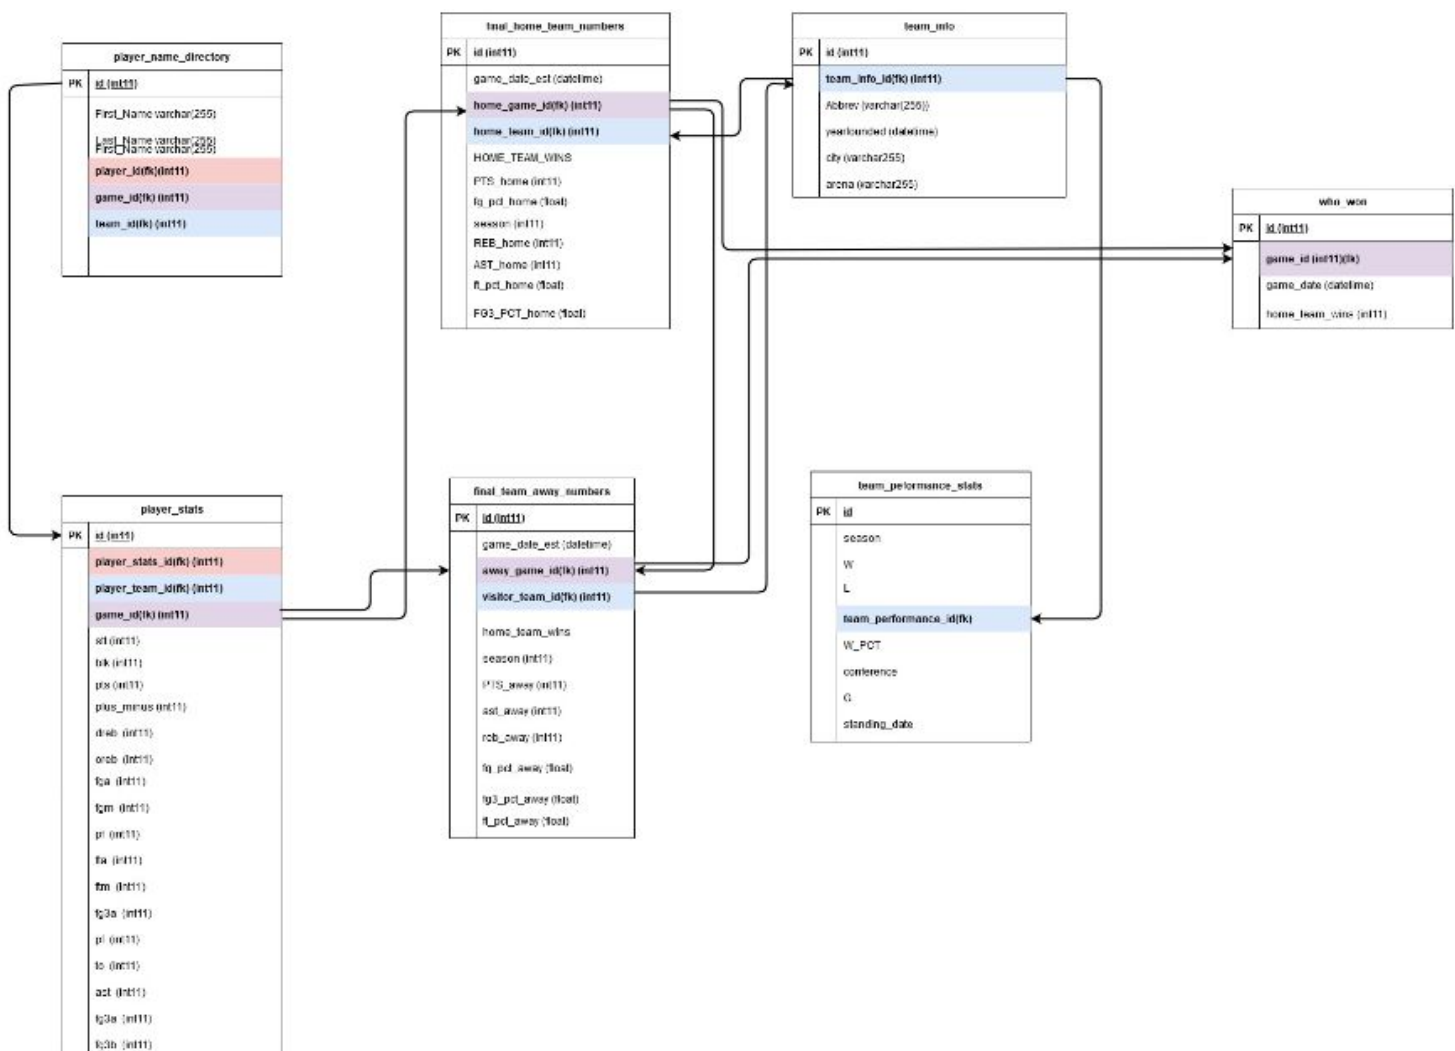 player_name_directory
PK id (int11)
First_Name varchar(255)
Last_Name varchar(255)
First_Name varchar(255)
player_id(fk)(int11)
game_id(fk) (int11)
team_id(fk) (int11)
final_home_team_numbers
PK id (int11)
game_date_est (datetime)
home_game_id(fk) (int11)
home_team_id(fk) (int11)
HOME_TEAM_WINS
PTS_home (int11)
fg_pct_home (float)
season (int11)
REB_home (int11)
AST_home (int11)
ft_pct_home (float)
FG3_PCT_home (float)
team_info
PK id (int11)
team_info_id(fk) (int11)
Abbrev (varchar(255))
yearfounded (datetime)
city (varchar255)
arena (varchar255)
who_won
PK id (int11)
game_id (int11)(fk)
game_date (datetime)
home_team_wins (int11)
player_stats
PK id (int11)
player_stats_id(fk) (int11)
player_team_id(fk) (int11)
game_id(fk) (int11)
stl (int11)
blk (int11)
pts (int11)
plus_minus (int11)
dreb (int11)
oreb (int11)
fga (int11)
fgm (int11)
pf (int11)
fta (int11)
ftm (int11)
fg3a (int11)
pf (int11)
to (int11)
ast (int11)
fg3a (int11)
fg3b (int11)
final_team_away_numbers
PK id (int11)
game_date_est (datetime)
away_game_id(fk) (int11)
visitor_team_id(fk) (int11)
home_team_wins
season (int11)
PTS_away (int11)
ast_away (int11)
reb_away (int11)
fg_pct_away (float)
fg3_pct_away (float)
ft_pct_away (float)
team_peformance_stats
PK id
season
W
L
team_performance_id(fk)
W_PCT
conference
G
standing_date